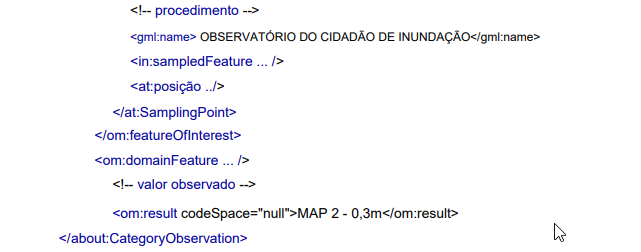 <!-- procedimento -->
<gml:name> OBSERVATÓRIO DO CIDADÃO DE INUNDAÇÃO</gml:name>
<in:sampledFeature ... />
<at:posição ../>
</at:SamplingPoint>
</om:featureOfInterest>
<om:domainFeature ... />
<!-- valor observado -->
<om:result codeSpace="null">MAP 2 - 0,3m</om:result>
</about:CategoryObservation>